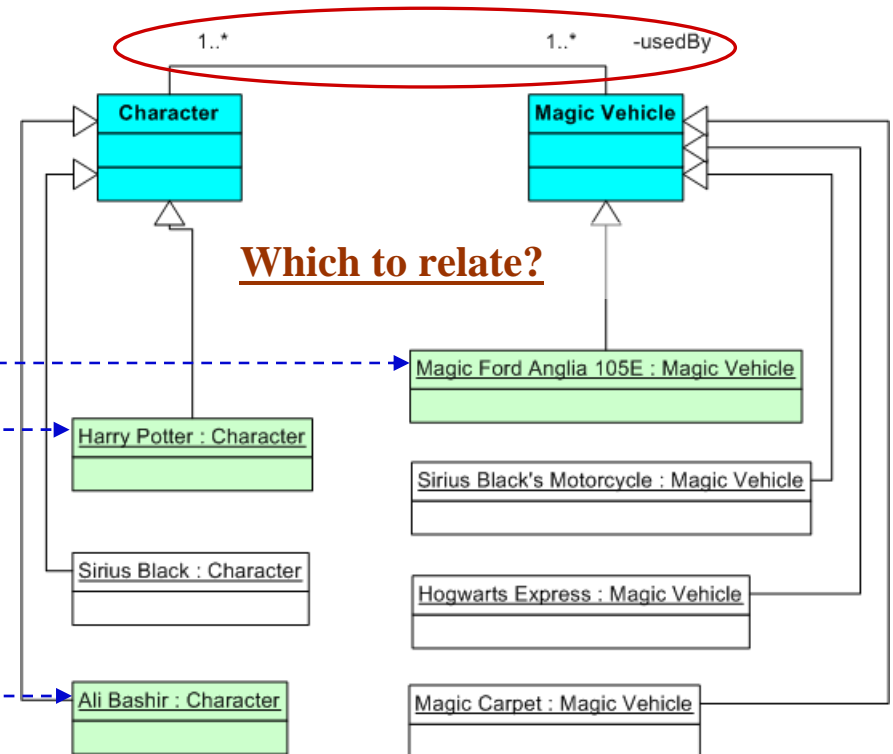 1..* 1..* -usedBy
Character Magic Vehicle
Which to relate?
Magic Ford Anglia 105E : Magic Vehicle
Harry Potter : Character
Sirius Black's Motorcycle : Magic Vehicle
Sirius Black : Character
Hogwarts Express : Magic Vehicle
Ali Bashir : Character
Magic Carpet : Magic Vehicle